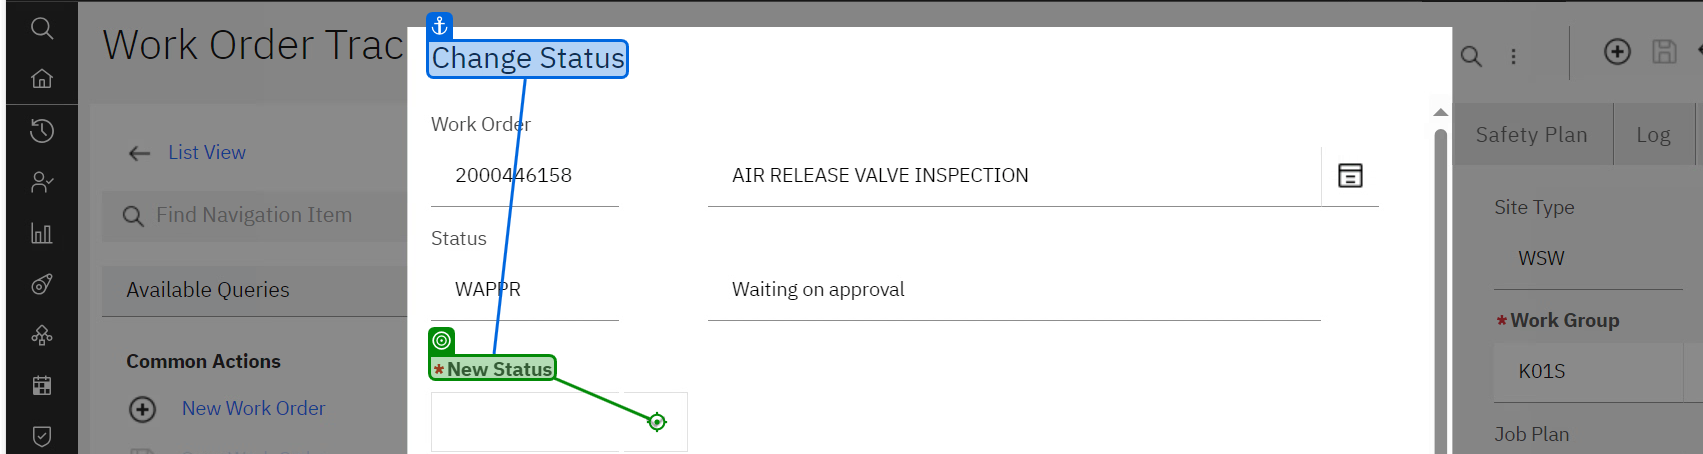 Work Order Trac
List View
Find Navigation Item
Available Queries
Common Actions
New Work Order
Change Status
Work Order
2000446158 AIR RELEASE VALVE INSPECTION
Status
WAPPR Waiting on approval
*New Status
Safety Plan Log
Site Type
WSW
*Work Group
K01S
Job Plan